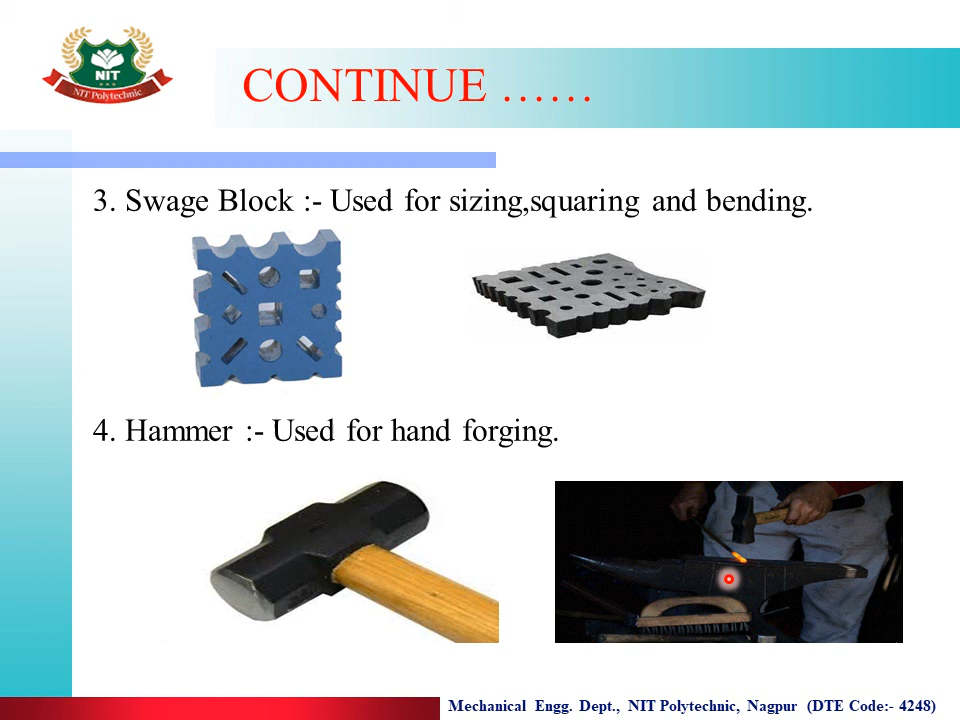 NIT
NIT Polytechnic
CONTINUE ……
3. Swage Block :- Used for sizing,squaring and bending.
4. Hammer :- Used for hand forging.
Mechanical Engg. Dept., NIT Polytechnic, Nagpur (DTE Code:- 4248)